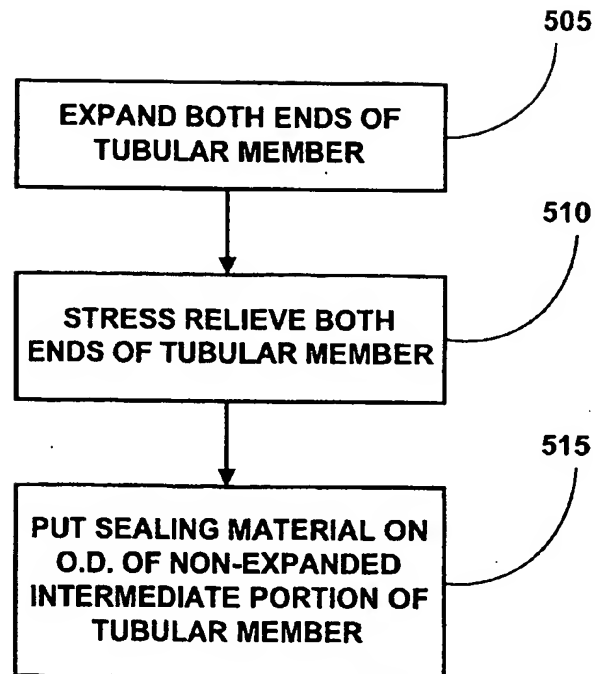 505
EXPAND BOTH ENDS OF
TUBULAR MEMBER
510
STRESS RELIEVE BOTH
ENDS OF TUBULAR MEMBER
515
PUT SEALING MATERIAL ON
O.D. OF NON-EXPANDED
INTERMEDIATE PORTION OF
TUBULAR MEMBER